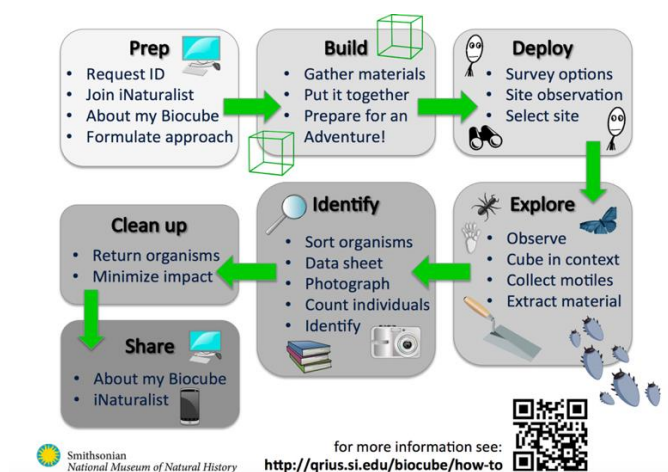 Prep
• Request ID
• Join iNaturalist
• About my Biocube
• Formulate approach
Build
• Gather materials
• Put it together
• Prepare for an
Adventure!
Deploy
• Survey options
• Site observation
• Select site
Explore
• Observe
• Cube in context
• Collect motiles
• Extract material
Identify
• Sort organisms
• Data sheet
• Photograph
• Count individuals
• Identify
Clean up
• Return organisms
• Minimize impact
Share
• About my Biocube
• iNaturalist
Smithsonian
National Museum of Natural History
for more information see:
http://qrius.si.edu/biocube/how-to